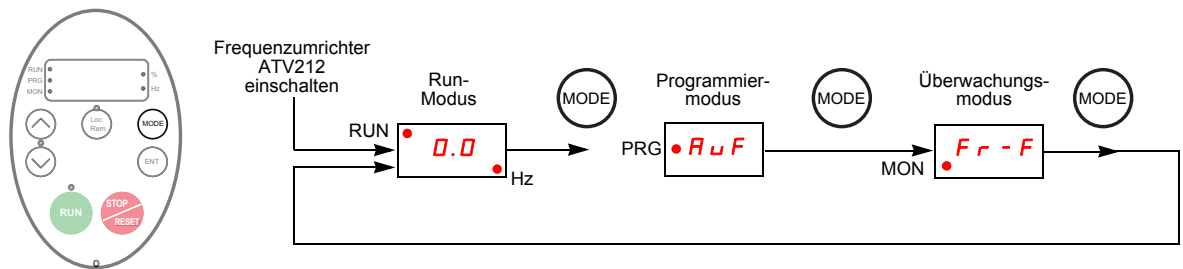 RUN
PRG
MON
%
Hz
Loc
Rem
MODE
ENT
RUN
STOP
RESET
Frequenzumrichter
ATV212
einschalten
Run-
Modus
RUN
0.0
Hz
MODE
Programmier-
modus
PRG
AuF
MODE
Überwachungs-
modus
MON
Fr-F
MODE